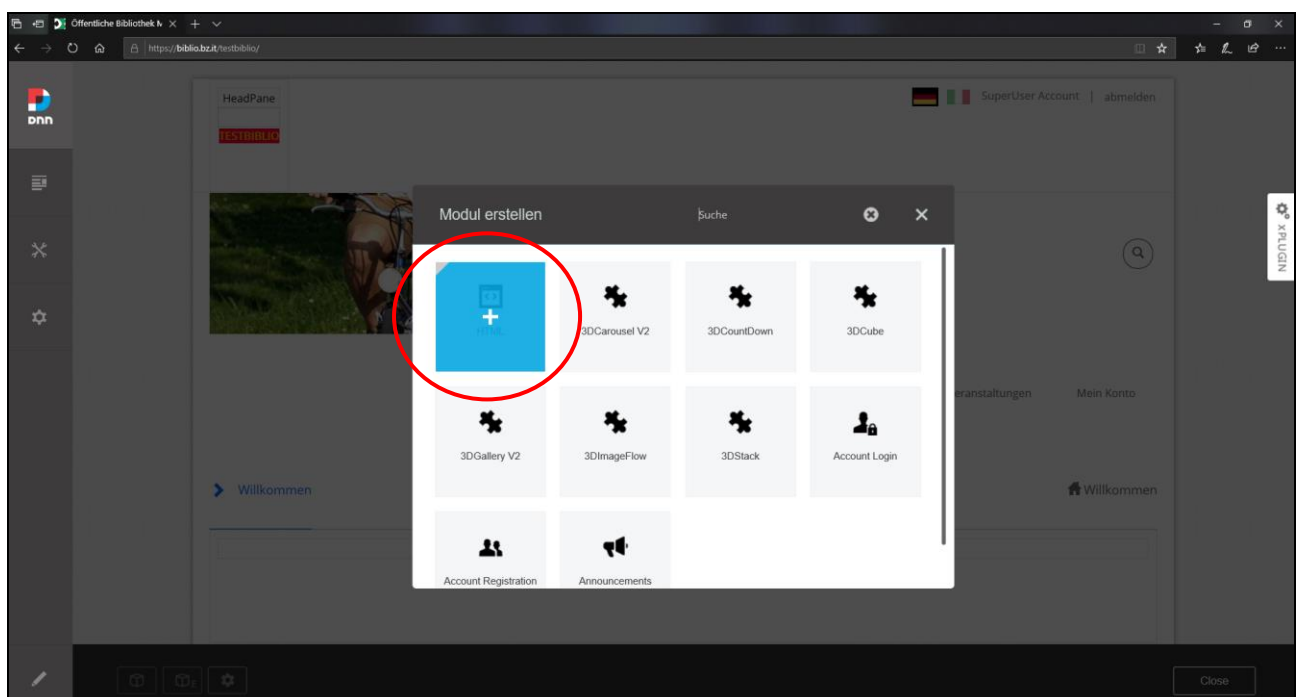 Öffentliche Bibliothek
https://biblio.bz.it/testbiblio/
dnn
HeadPane
SuperUser Account | abmelden
TESTBIBLIO
Modul erstellen
Suche
XPLUGIN
HTML
3DCarousel V2
3DCountDown
3DCube
eranstaltungen
Mein Konto
3DGallery V2
3DImageFlow
3DStack
Account Login
Willkommen
Willkommen
Account Registration
Announcements
Close